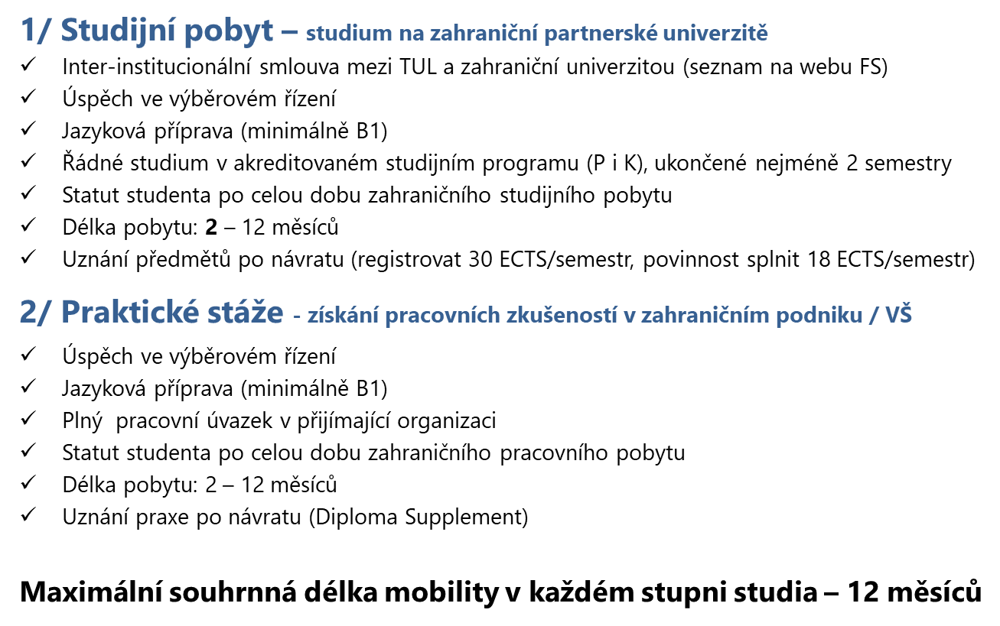 1/ Studijní pobyt – studium na zahraniční partnerské univerzitě
✓ Inter-institucionální smlouva mezi TUL a zahraniční univerzitou (seznam na webu FS)
✓ Úspěch ve výběrovém řízení
✓ Jazyková příprava (minimálně B1)
✓ Řádné studium v akreditovaném studijním programu (P i K), ukončené nejméně 2 semestry
✓ Statut studenta po celou dobu zahraničního studijního pobytu
✓ Délka pobytu: 2 – 12 měsíců
✓ Uznání předmětů po návratu (registrovat 30 ECTS/semestr, povinnost splnit 18 ECTS/semestr)
2/ Praktické stáže - získání pracovních zkušeností v zahraničním podniku / VŠ
✓ Úspěch ve výběrovém řízení
✓ Jazyková příprava (minimálně B1)
✓ Plný pracovní úvazek v přijímající organizaci
✓ Statut studenta po celou dobu zahraničního pracovního pobytu
✓ Délka pobytu: 2 – 12 měsíců
✓ Uznání praxe po návratu (Diploma Supplement)
Maximální souhrnná délka mobility v každém stupni studia – 12 měsíců